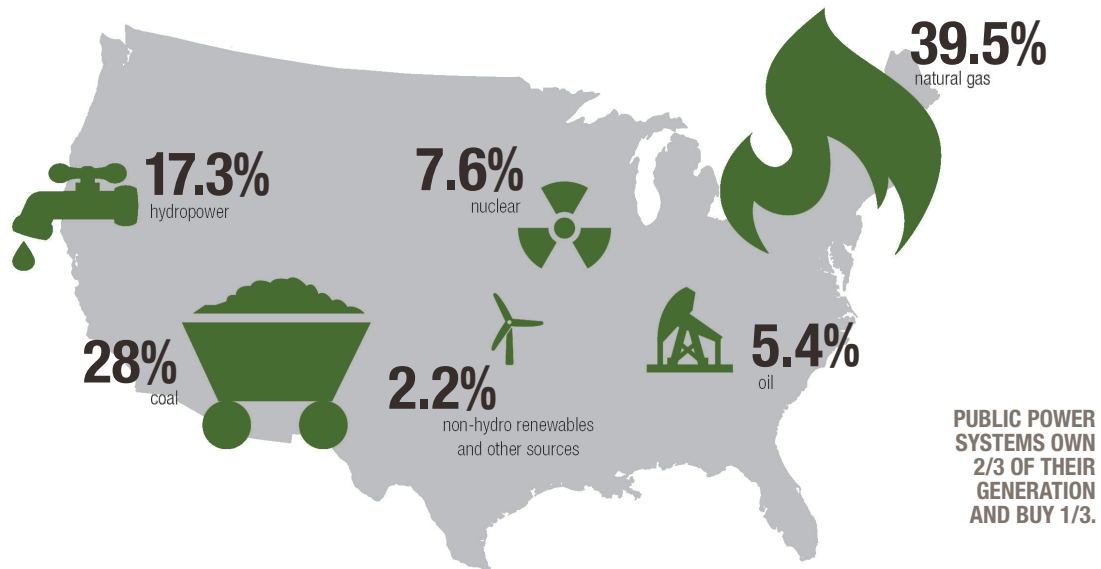 39.5%
natural gas
17.3%
hydropower
7.6%
nuclear
28%
coal
2.2%
non-hydro renewables
and other sources
5.4%
oil
PUBLIC POWER
SYSTEMS OWN
2/3 OF THEIR
GENERATION
AND BUY 1/3.